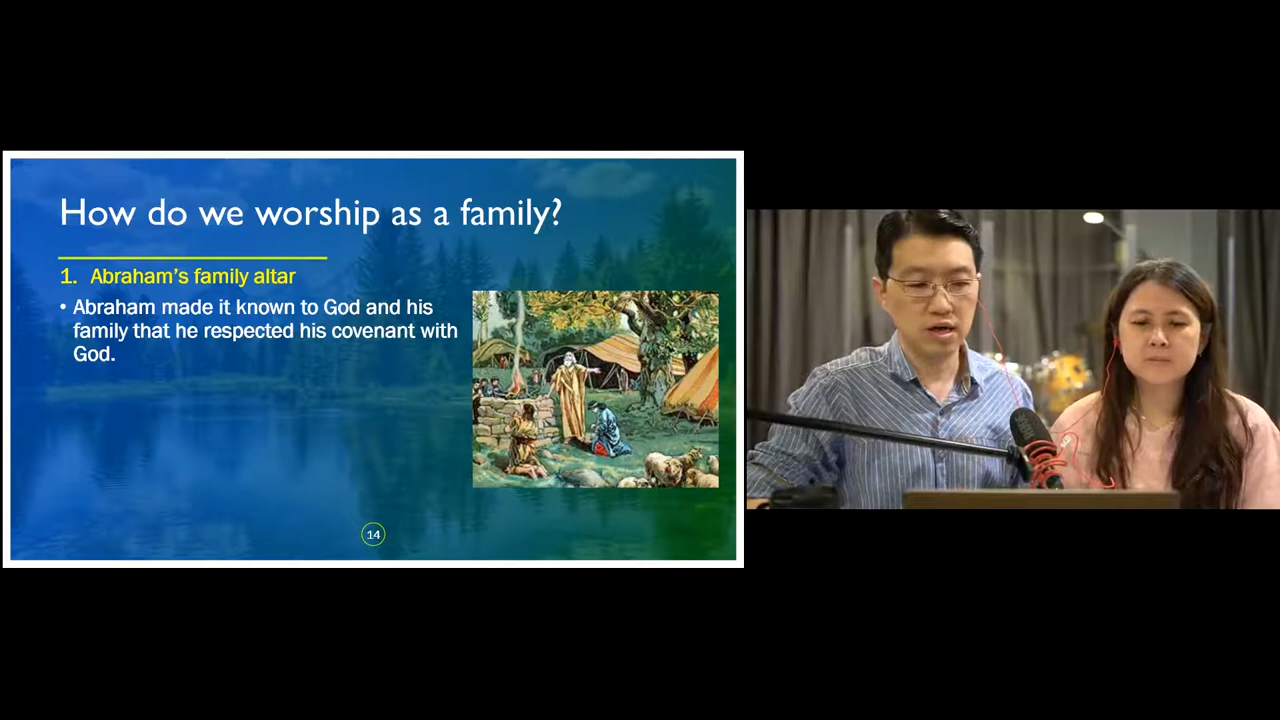 How do we worship as a family?
1. Abraham's family altar
• Abraham made it known to God and his
family that he respected his covenant with
God.
14